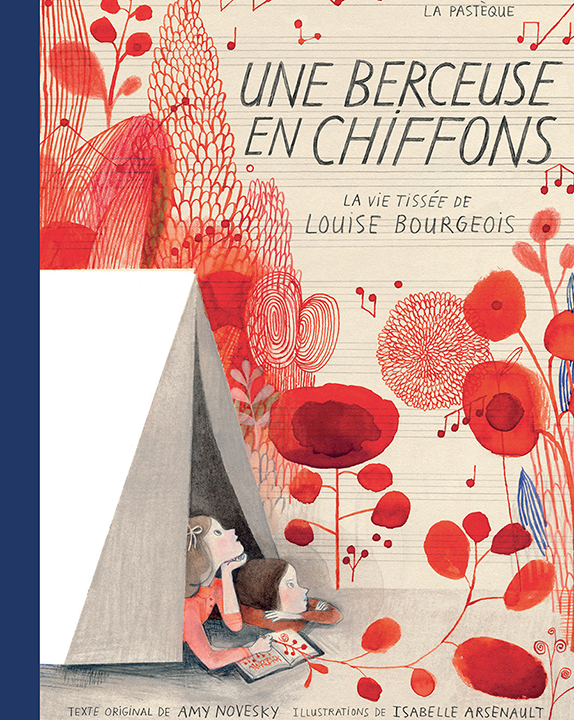 LA PASTÈQUE
UNE BERCEUSE
EN CHIFFONS
LA VIE TISSÉE DE
LOUISE BOURGEOIS
TEXTE ORIGINAL DE AMY NOVESKY ILLUSTRATIONS DE ISABELLE ARSENAULT